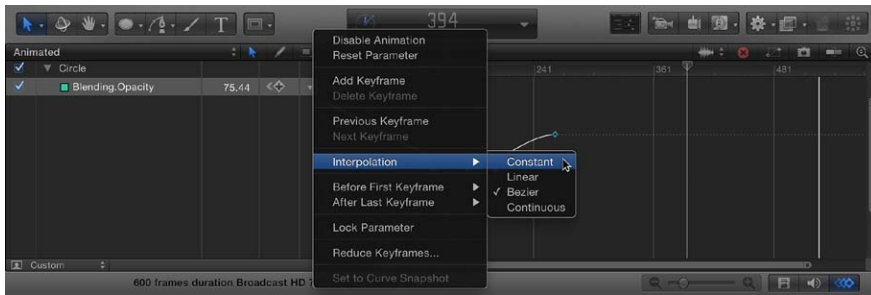 T
394
Animated
Circle
241
361
481
Blending.Opacity 75.44
Disable Animation
Reset Parameter
Add Keyframe
Delete Keyframe
Previous Keyframe
Next Keyframe
Interpolation
Constant
Linear
✓ Bezier
Continuous
Before First Keyframe
After Last Keyframe
Lock Parameter
Reduce Keyframes...
Set to Curve Snapshot
Custom
600 frames duration Broadcast HD 7